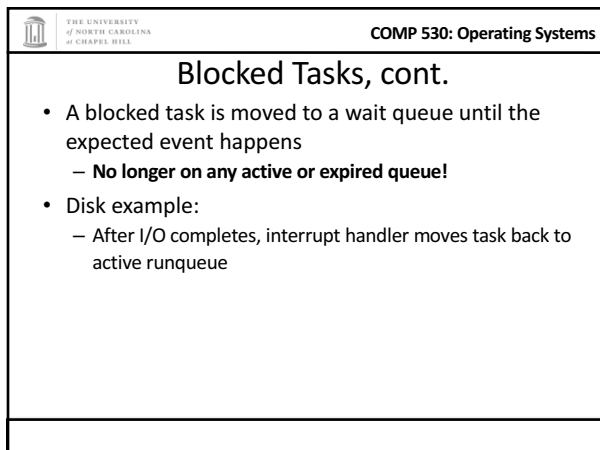 THE UNIVERSITY
of NORTH CAROLINA
at CHAPEL HILL
COMP 530: Operating Systems
Blocked Tasks, cont.
• A blocked task is moved to a wait queue until the
expected event happens
– No longer on any active or expired queue!
• Disk example:
– After I/O completes, interrupt handler moves task back to
active runqueue